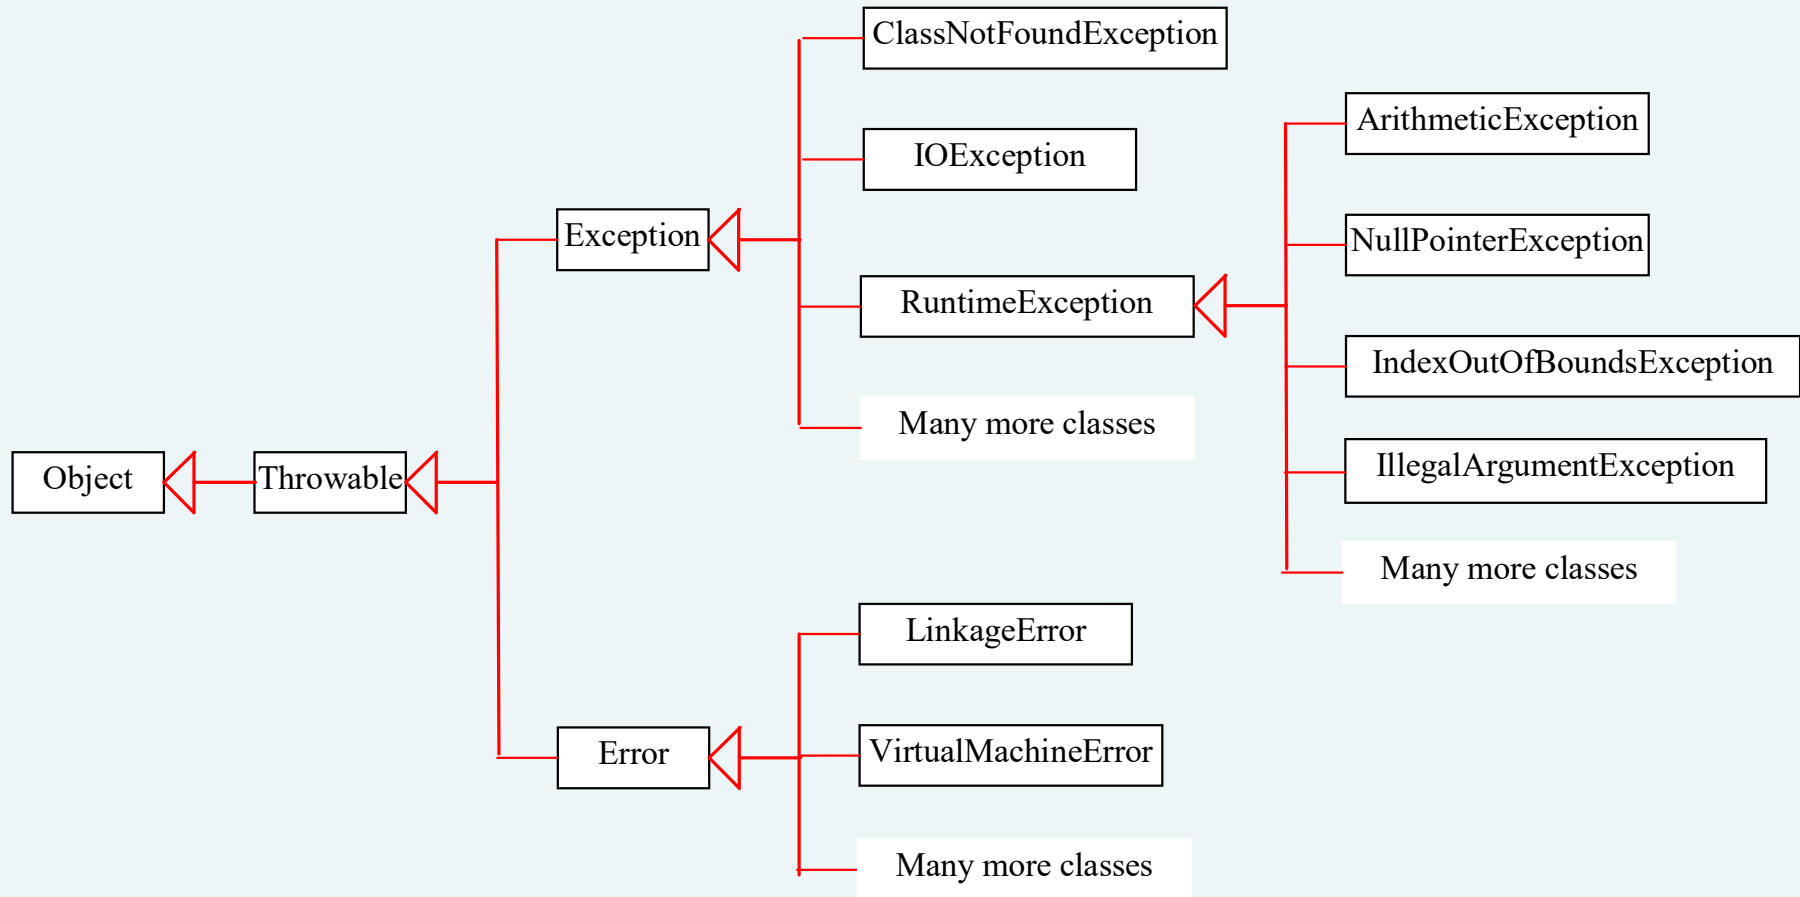 ClassNotFoundException
ArithmeticException
IOException
NullPointerException
Exception
RuntimeException
IndexOutOfBoundsException
Many more classes
Object
Throwable
IllegalArgumentException
Many more classes
LinkageError
Error
VirtualMachineError
Many more classes